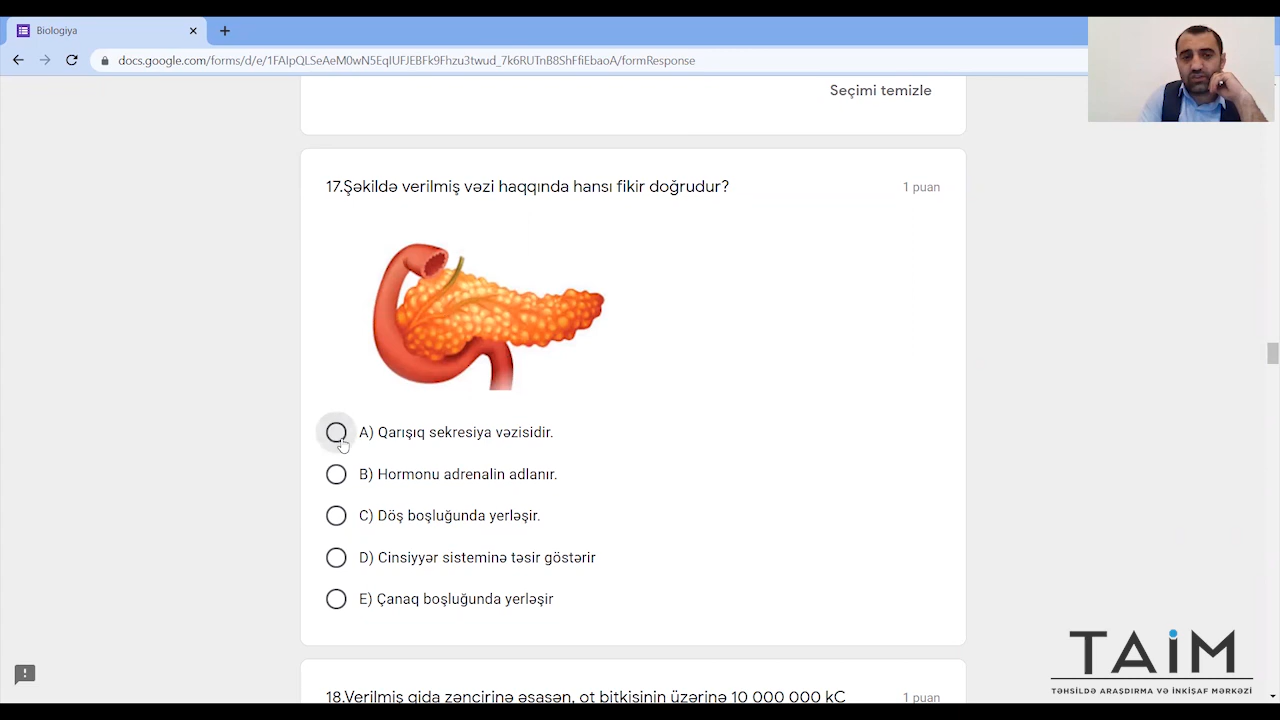 Biologiya
docs.google.com/forms/d/e/1FAIpQLSeAeM0wN5EqIUFJEBFk9Fhzu3twud_7k6RUTnB8ShFfiEbaoA/formResponse
Seçimi temizle
17.Şəkildə verilmiş vəzi haqqında hansı fikir doğrudur?
1 puan
A) Qarışıq sekresiya vəzisidir.
B) Hormonu adrenalin adlanır.
C) Döş boşluğunda yerləşir.
D) Cinsiyyər sisteminə təsir göstərir
E) Çanaq boşluğunda yerləşir
TAiM
TƏHSİLDƏ ARAŞDIRMA VƏ İNKİŞAF MƏRKƏZİ
18.Verilmiş qida zəncirinə əsasən, ot bitkisinin üzərinə 10 000 000 kC
1 puan